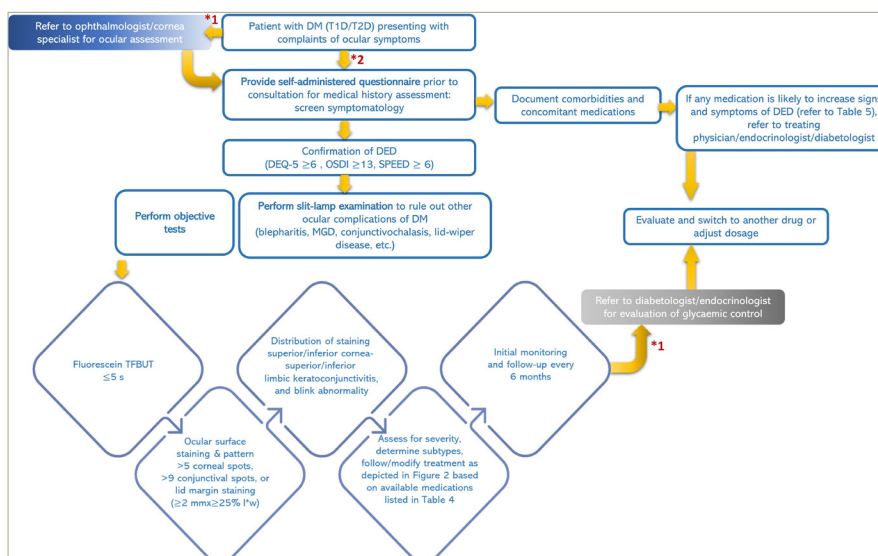 Refer to ophthalmologist/cornea
specialist for ocular assessment
*1
Patient with DM (T1D/T2D) presenting with
complaints of ocular symptoms
*2
Provide self-administered questionnaire prior to
consultation for medical history assessment:
screen symptomatology
Document comorbidities and
concomitant medications
If any medication is likely to increase signs
and symptoms of DED (refer to Table 5),
refer to treating
physician/endocrinologist/diabetologist
Confirmation of DED
(DEQ-5 ≥6 , OSDI ≥13, SPEED ≥ 6)
Perform objective
tests
Perform slit-lamp examination to rule out other
ocular complications of DM
(blepharitis, MGD, conjunctivochalasis, lid-wiper
disease, etc.)
Evaluate and switch to another drug or
adjust dosage
Refer to diabetologist/endocrinologist
for evaluation of glycaemic control
*1
Fluorescein TFBUT
≤5 s
Ocular surface
staining & pattern
>5 corneal spots,
>9 conjunctival spots, or
lid margin staining
(≥2 mmx≥25% l*w)
Distribution of staining
superior/inferior cornea-
superior/inferior
limbic keratoconjunctivitis,
and blink abnormality
Assess for severity,
determine subtypes,
follow/modify treatment as
depicted in Figure 2 based
on available medications
listed in Table 4
Initial monitoring
and follow-up every
6 months